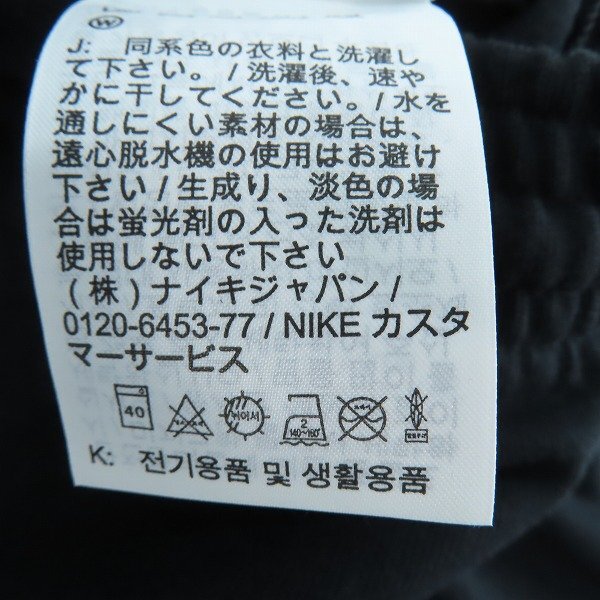 W
J: 同系色の衣料と洗濯し
て下さい。/ 洗濯後、速や
かに干してください。/ 水を
通しにくい素材の場合は、
遠心脱水機の使用はお避け
下さい / 生成り、淡色の場
合は蛍光剤の入った洗剤は
使用しないで下さい
(株)ナイキジャパン /
0120-6453-77 / NIKE カスタ
マーサービス
40 뉘어서 2 140~160°
K: 전기용품 및 생활용품